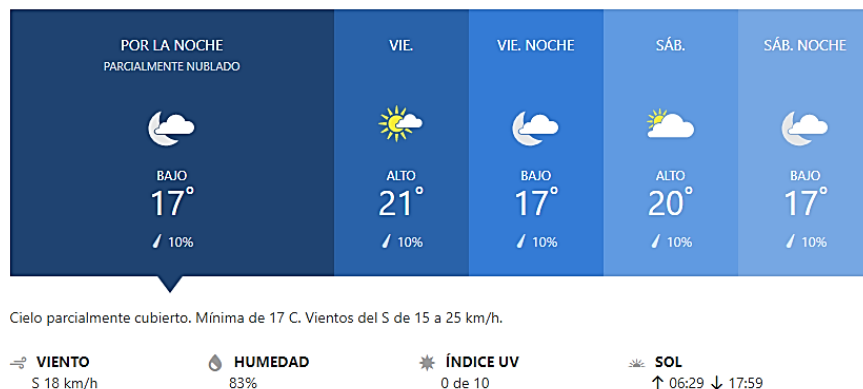 POR LA NOCHE
PARCIALMENTE NUBLADO
BAJO
17°
10%
VIE.
ALTO
21°
10%
VIE. NOCHE
BAJO
17°
10%
SÁB.
ALTO
20°
10%
SÁB. NOCHE
BAJO
17°
10%
Cielo parcialmente cubierto. Mínima de 17 C. Vientos del S de 15 a 25 km/h.
VIENTO
S 18 km/h
HUMEDAD
83%
ÍNDICE UV
0 de 10
SOL
↑ 06:29 ↓ 17:59